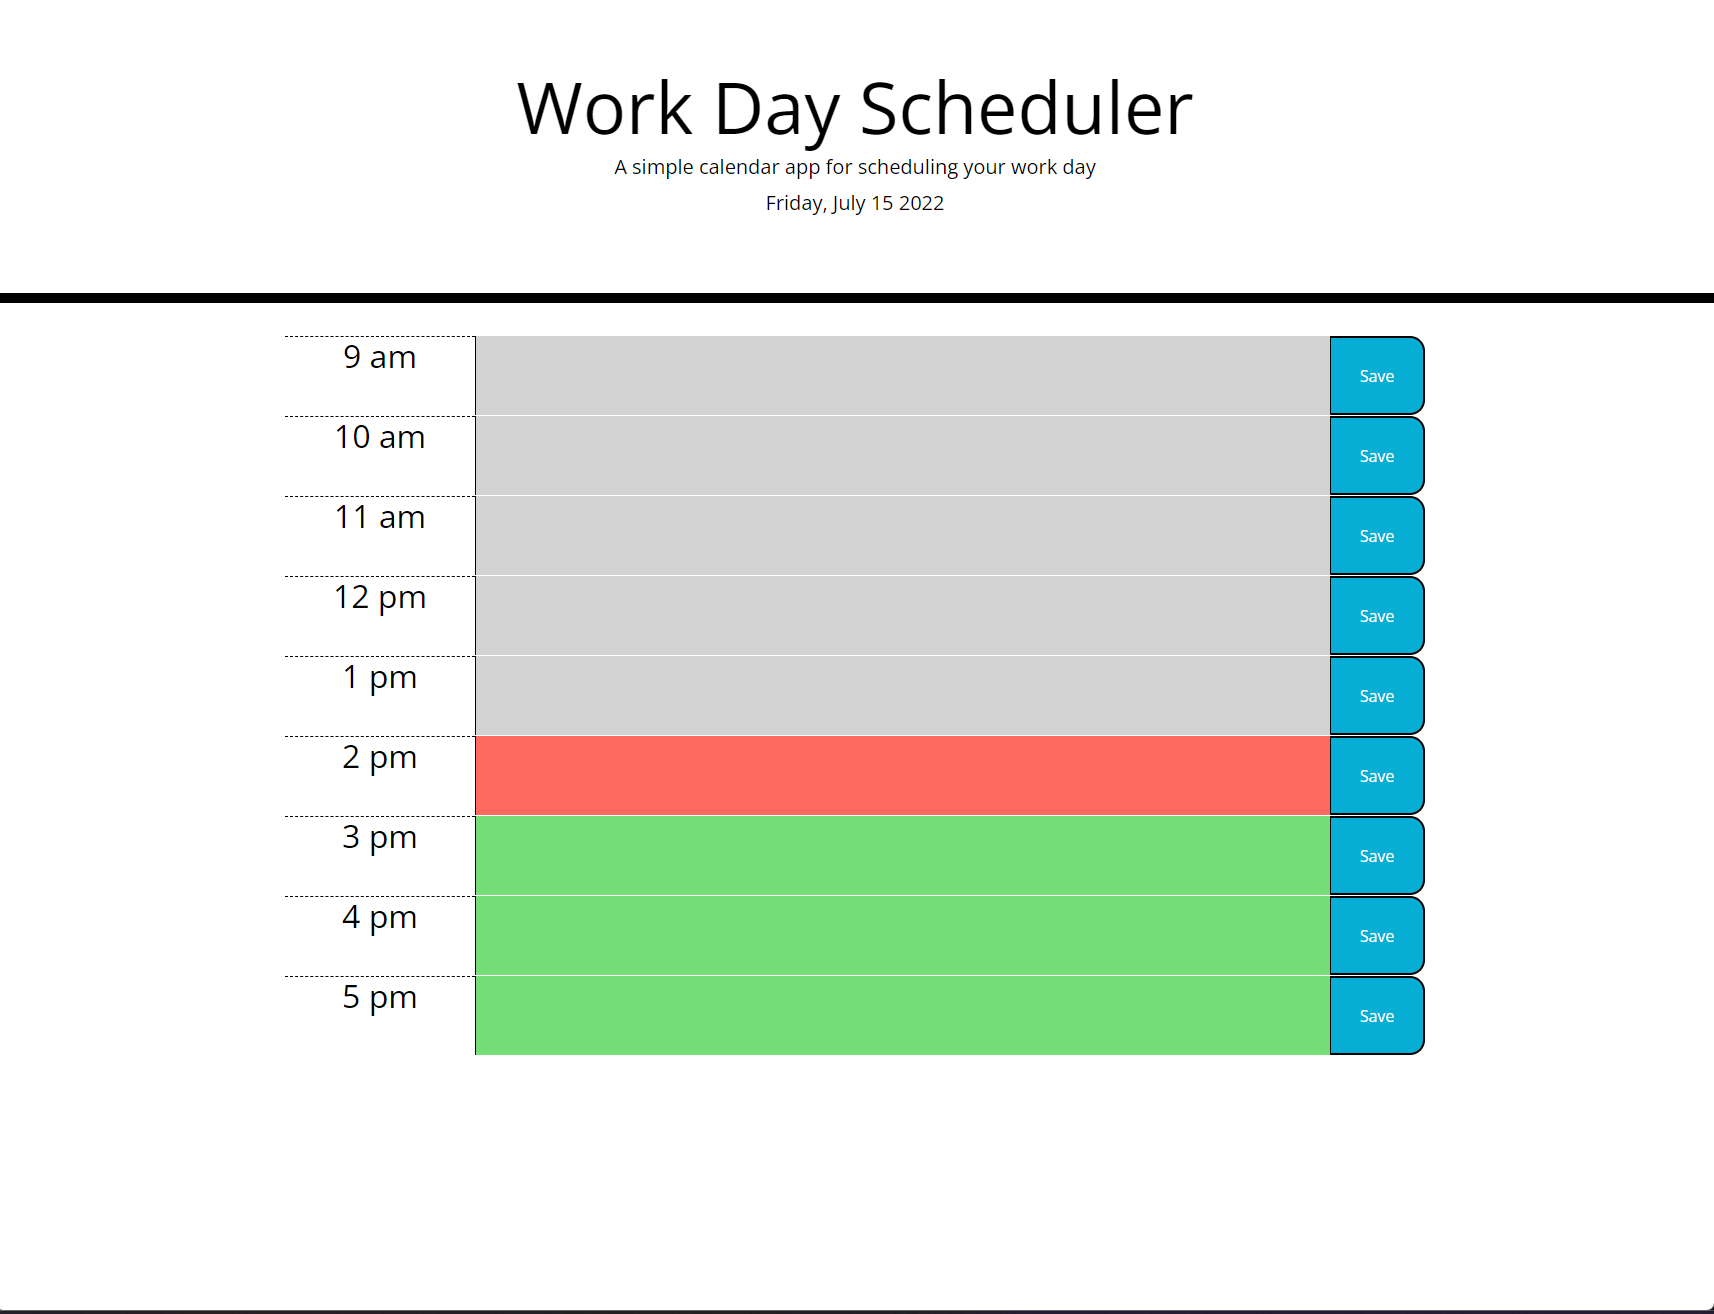 Work Day Scheduler
A simple calendar app for scheduling your work day
Friday, July 15 2022
9 am
Save
10 am
Save
11 am
Save
12 pm
Save
1 pm
Save
2 pm
Save
3 pm
Save
4 pm
Save
5 pm
Save